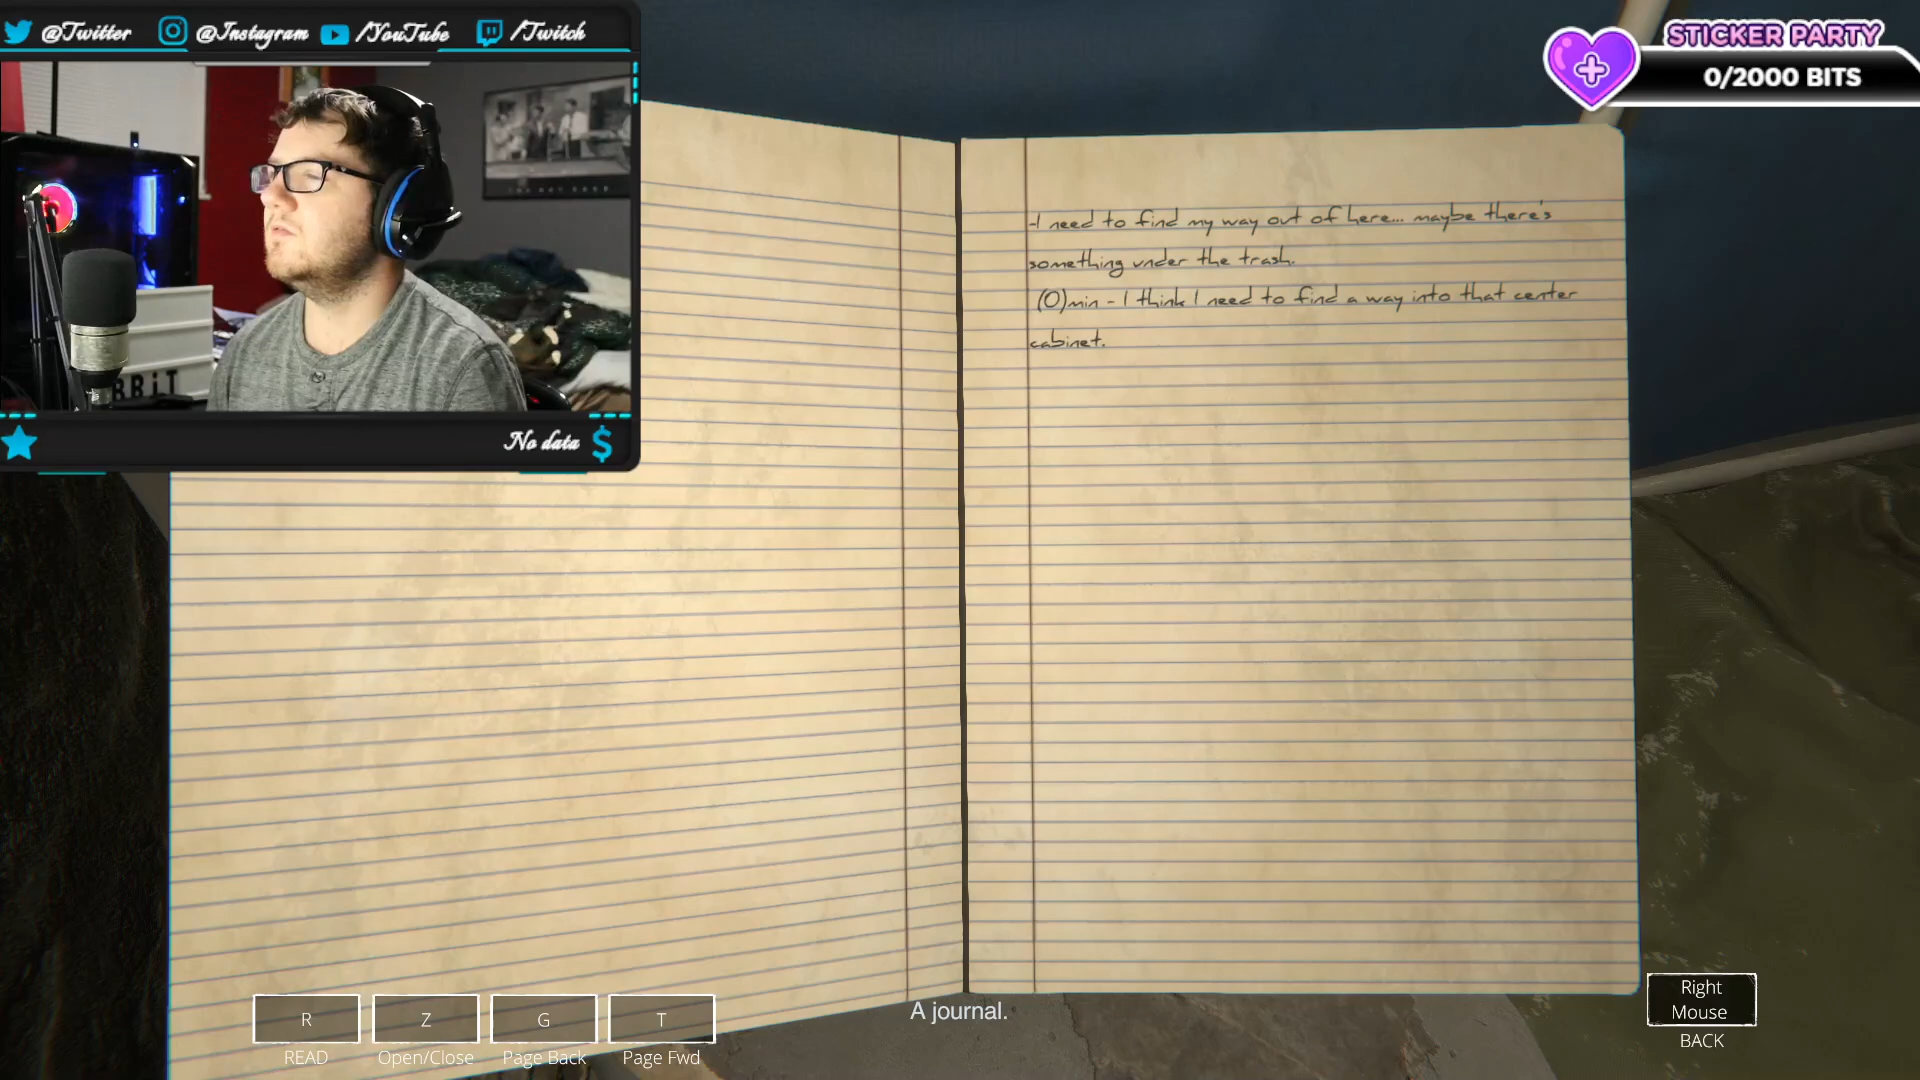 @Twitter @Instagram /YouTube /Twitch
STICKER PARTY
0/2000 BITS
BBiT
No data
-I need to find my way out of here... maybe there's
something under the trash.
(0)min - I think I need to find a way into that center
cabinet.
A journal.
R Z G T
READ Open/Close Page Back Page Fwd
Right
Mouse
BACK